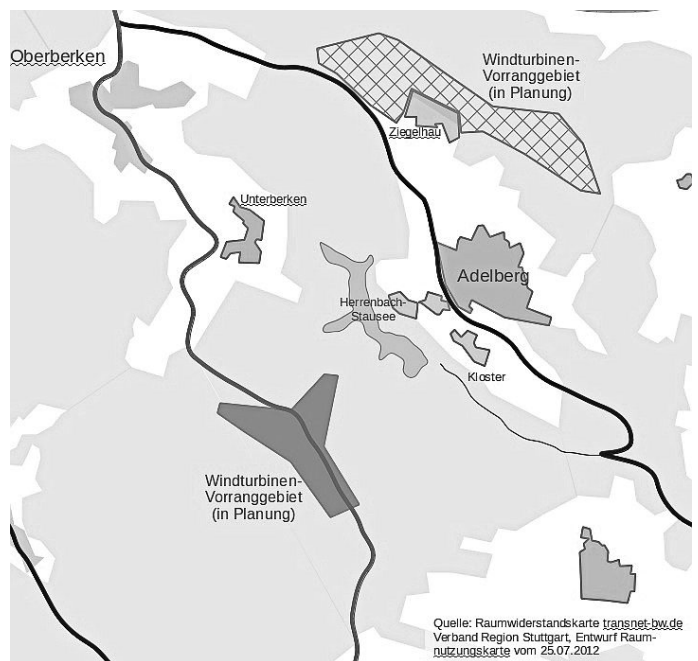 Oberberken
Windturbinen-
Vorranggebiet
(in Planung)
Ziegelhau
Unterberken
Adelberg
Herrenbach-
Stausee
Kloster
Windturbinen-
Vorranggebiet
(in Planung)
Quelle: Raumwiderstandskarte transnet-bw.de
Verband Region Stuttgart, Entwurf Raum-
nutzungskarte vom 25.07.2012